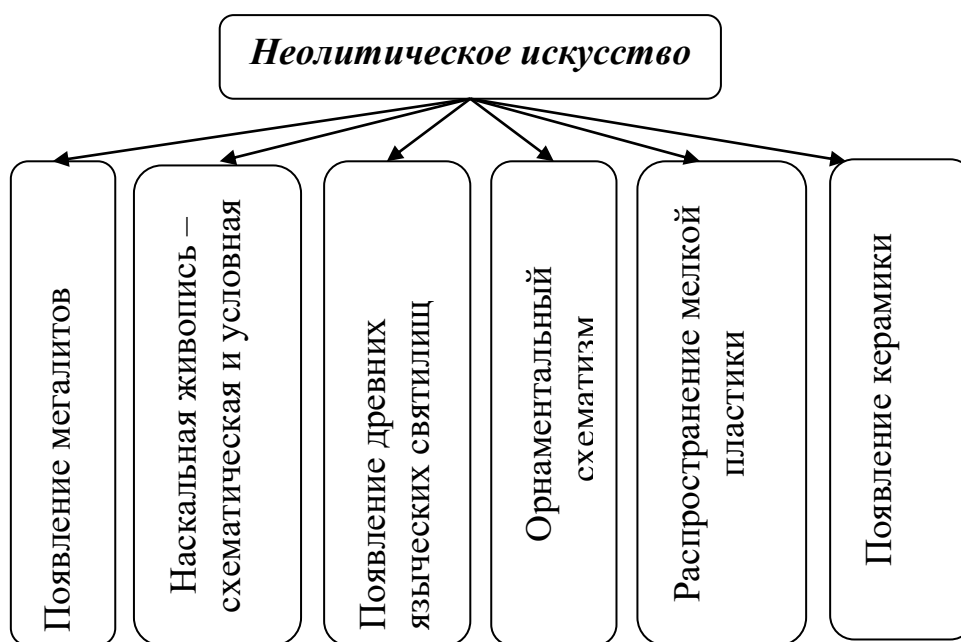 Неолитическое искусство
Появление мегалитов
Наскальная живопись –
схематическая и условная
Появление древних
языческих святилищ
Орнаментальный
схематизм
Распространение мелкой
пластики
Появление керамики